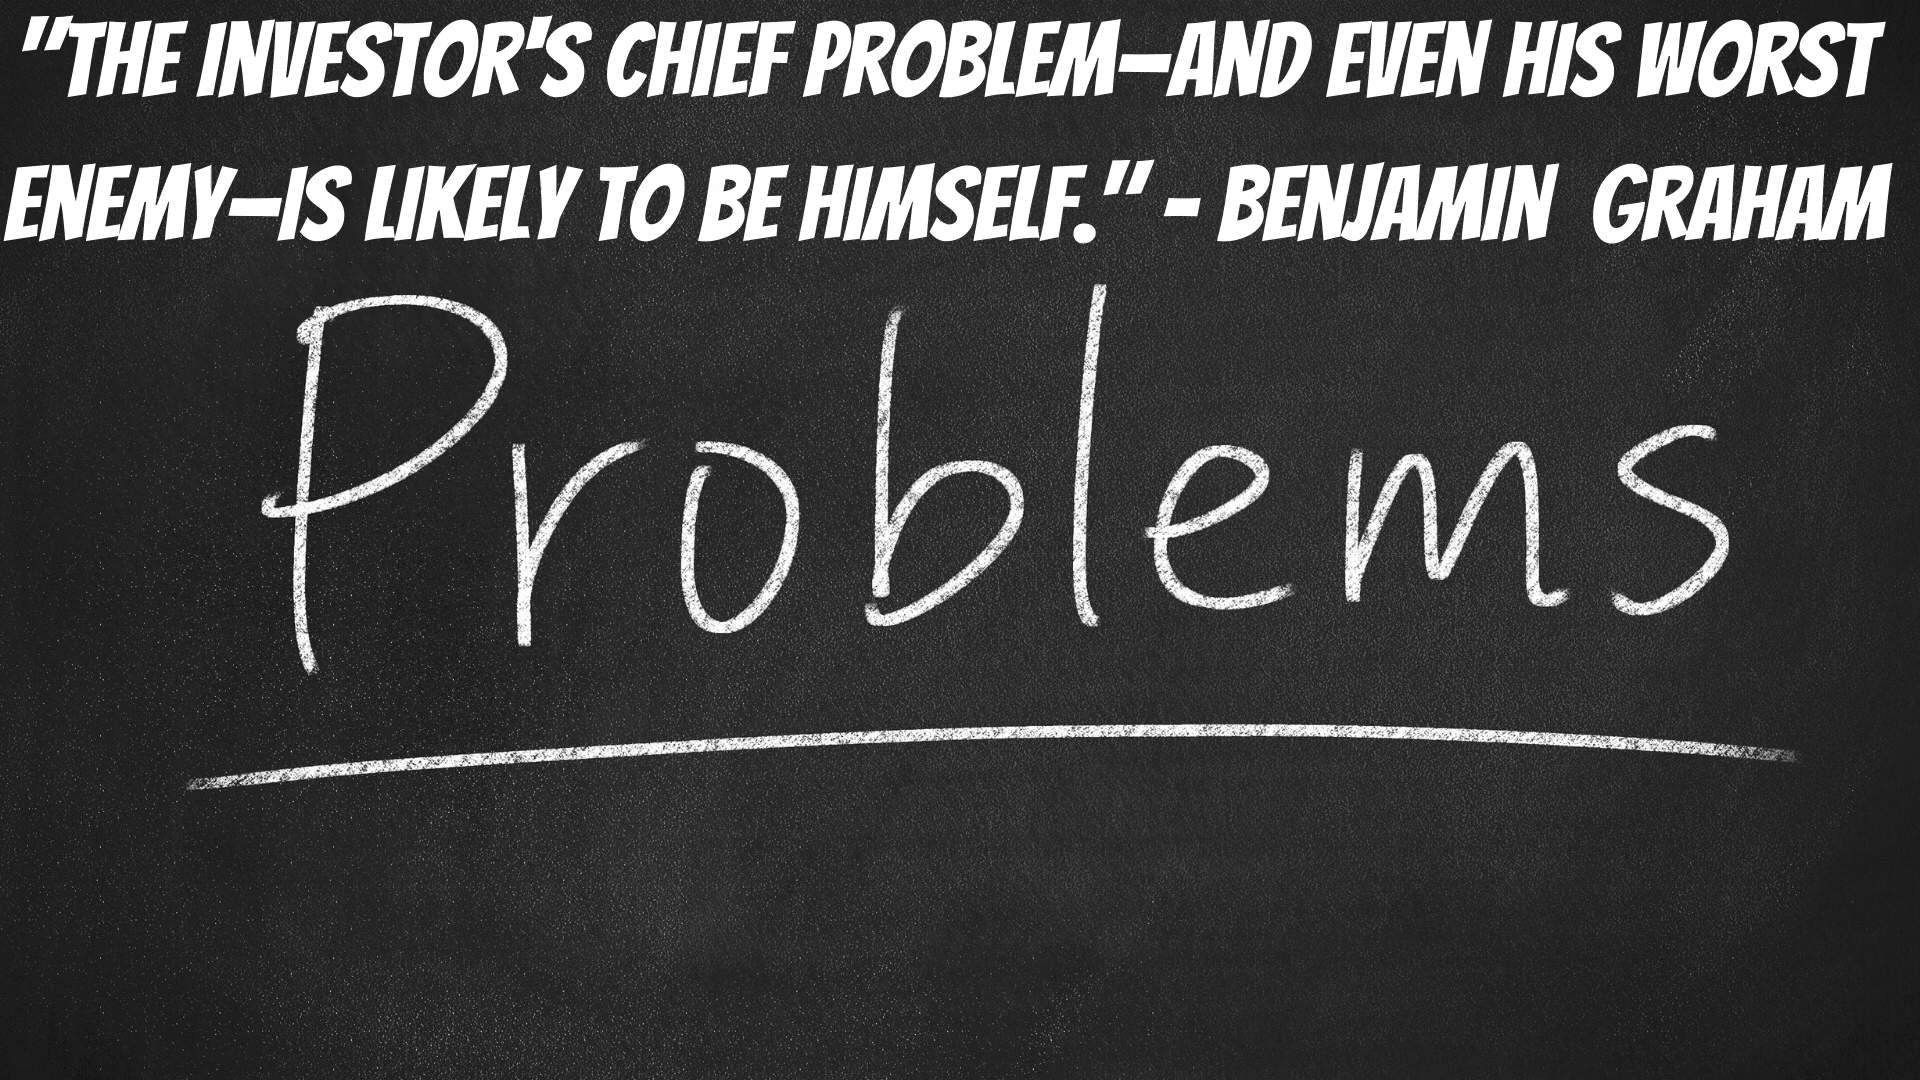 "THE INVESTOR'S CHIEF PROBLEM—AND EVEN HIS WORST
ENEMY—IS LIKELY TO BE HIMSELF." - BENJAMIN GRAHAM
Problems